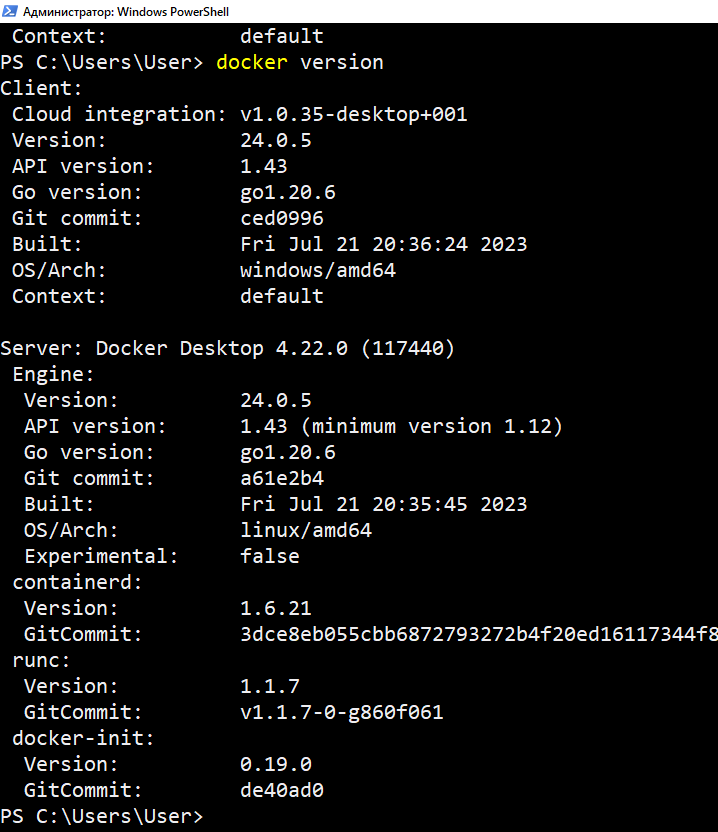 Администратор: Windows PowerShell
Context: default
PS C:\Users\User> docker version
Client:
Cloud integration: v1.0.35-desktop+001
Version: 24.0.5
API version: 1.43
Go version: go1.20.6
Git commit: ced0996
Built: Fri Jul 21 20:36:24 2023
OS/Arch: windows/amd64
Context: default
Server: Docker Desktop 4.22.0 (117440)
Engine:
Version: 24.0.5
API version: 1.43 (minimum version 1.12)
Go version: go1.20.6
Git commit: a61e2b4
Built: Fri Jul 21 20:35:45 2023
OS/Arch: linux/amd64
Experimental: false
containerd:
Version: 1.6.21
GitCommit: 3dce8eb055cbb6872793272b4f20ed16117344f8
runc:
Version: 1.1.7
GitCommit: v1.1.7-0-g860f061
docker-init:
Version: 0.19.0
GitCommit: de40ad0
PS C:\Users\User>